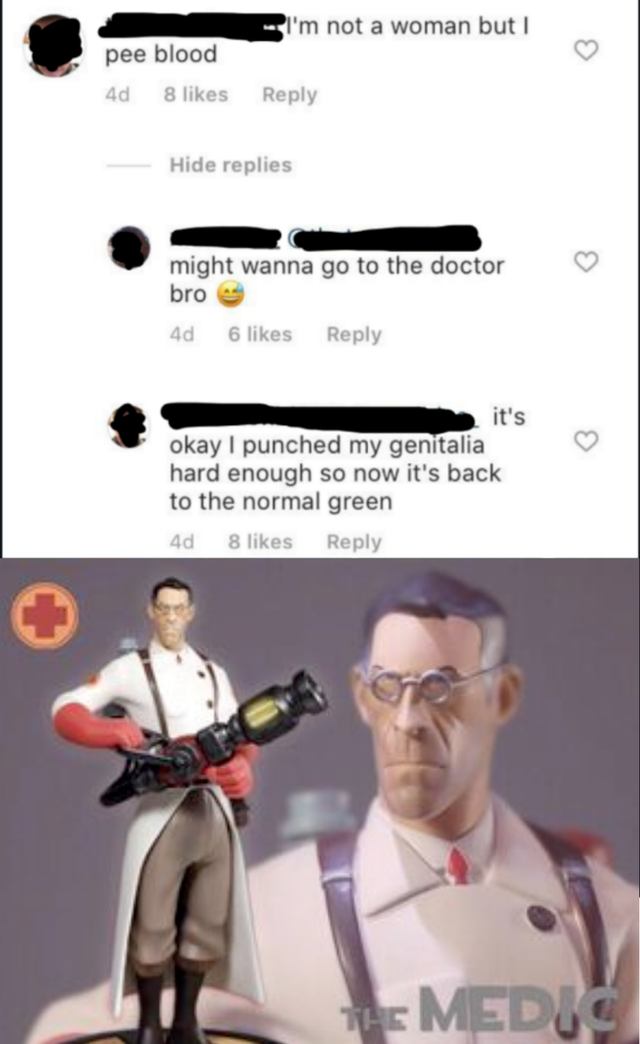 I'm not a woman but I
pee blood
4d 8 likes Reply
Hide replies
might wanna go to the doctor
bro 😅
4d 6 likes Reply
it's
okay I punched my genitalia
hard enough so now it's back
to the normal green
4d 8 likes Reply
THE MEDIC